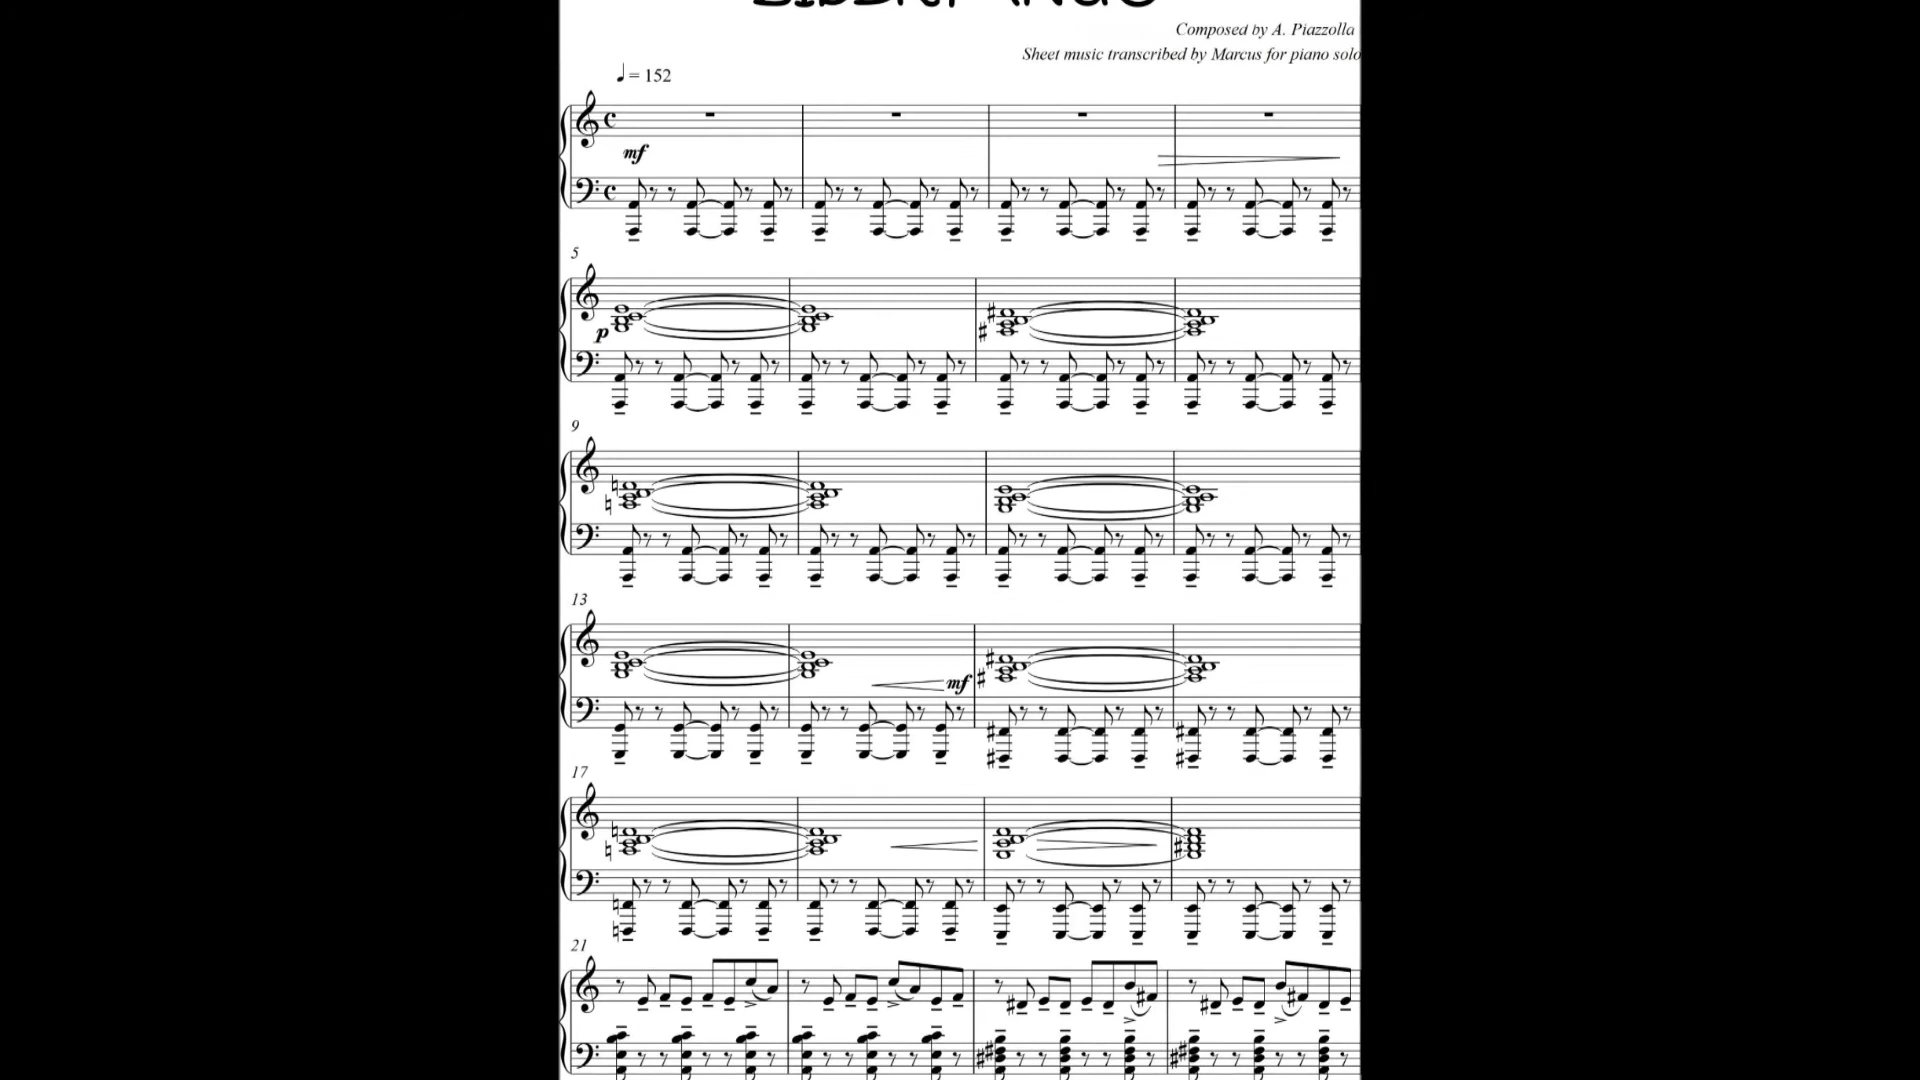 Composed by A. Piazzolla
Sheet music transcribed by Marcus for piano solo
= 152
mf
5
p
9
13
mf
17
21